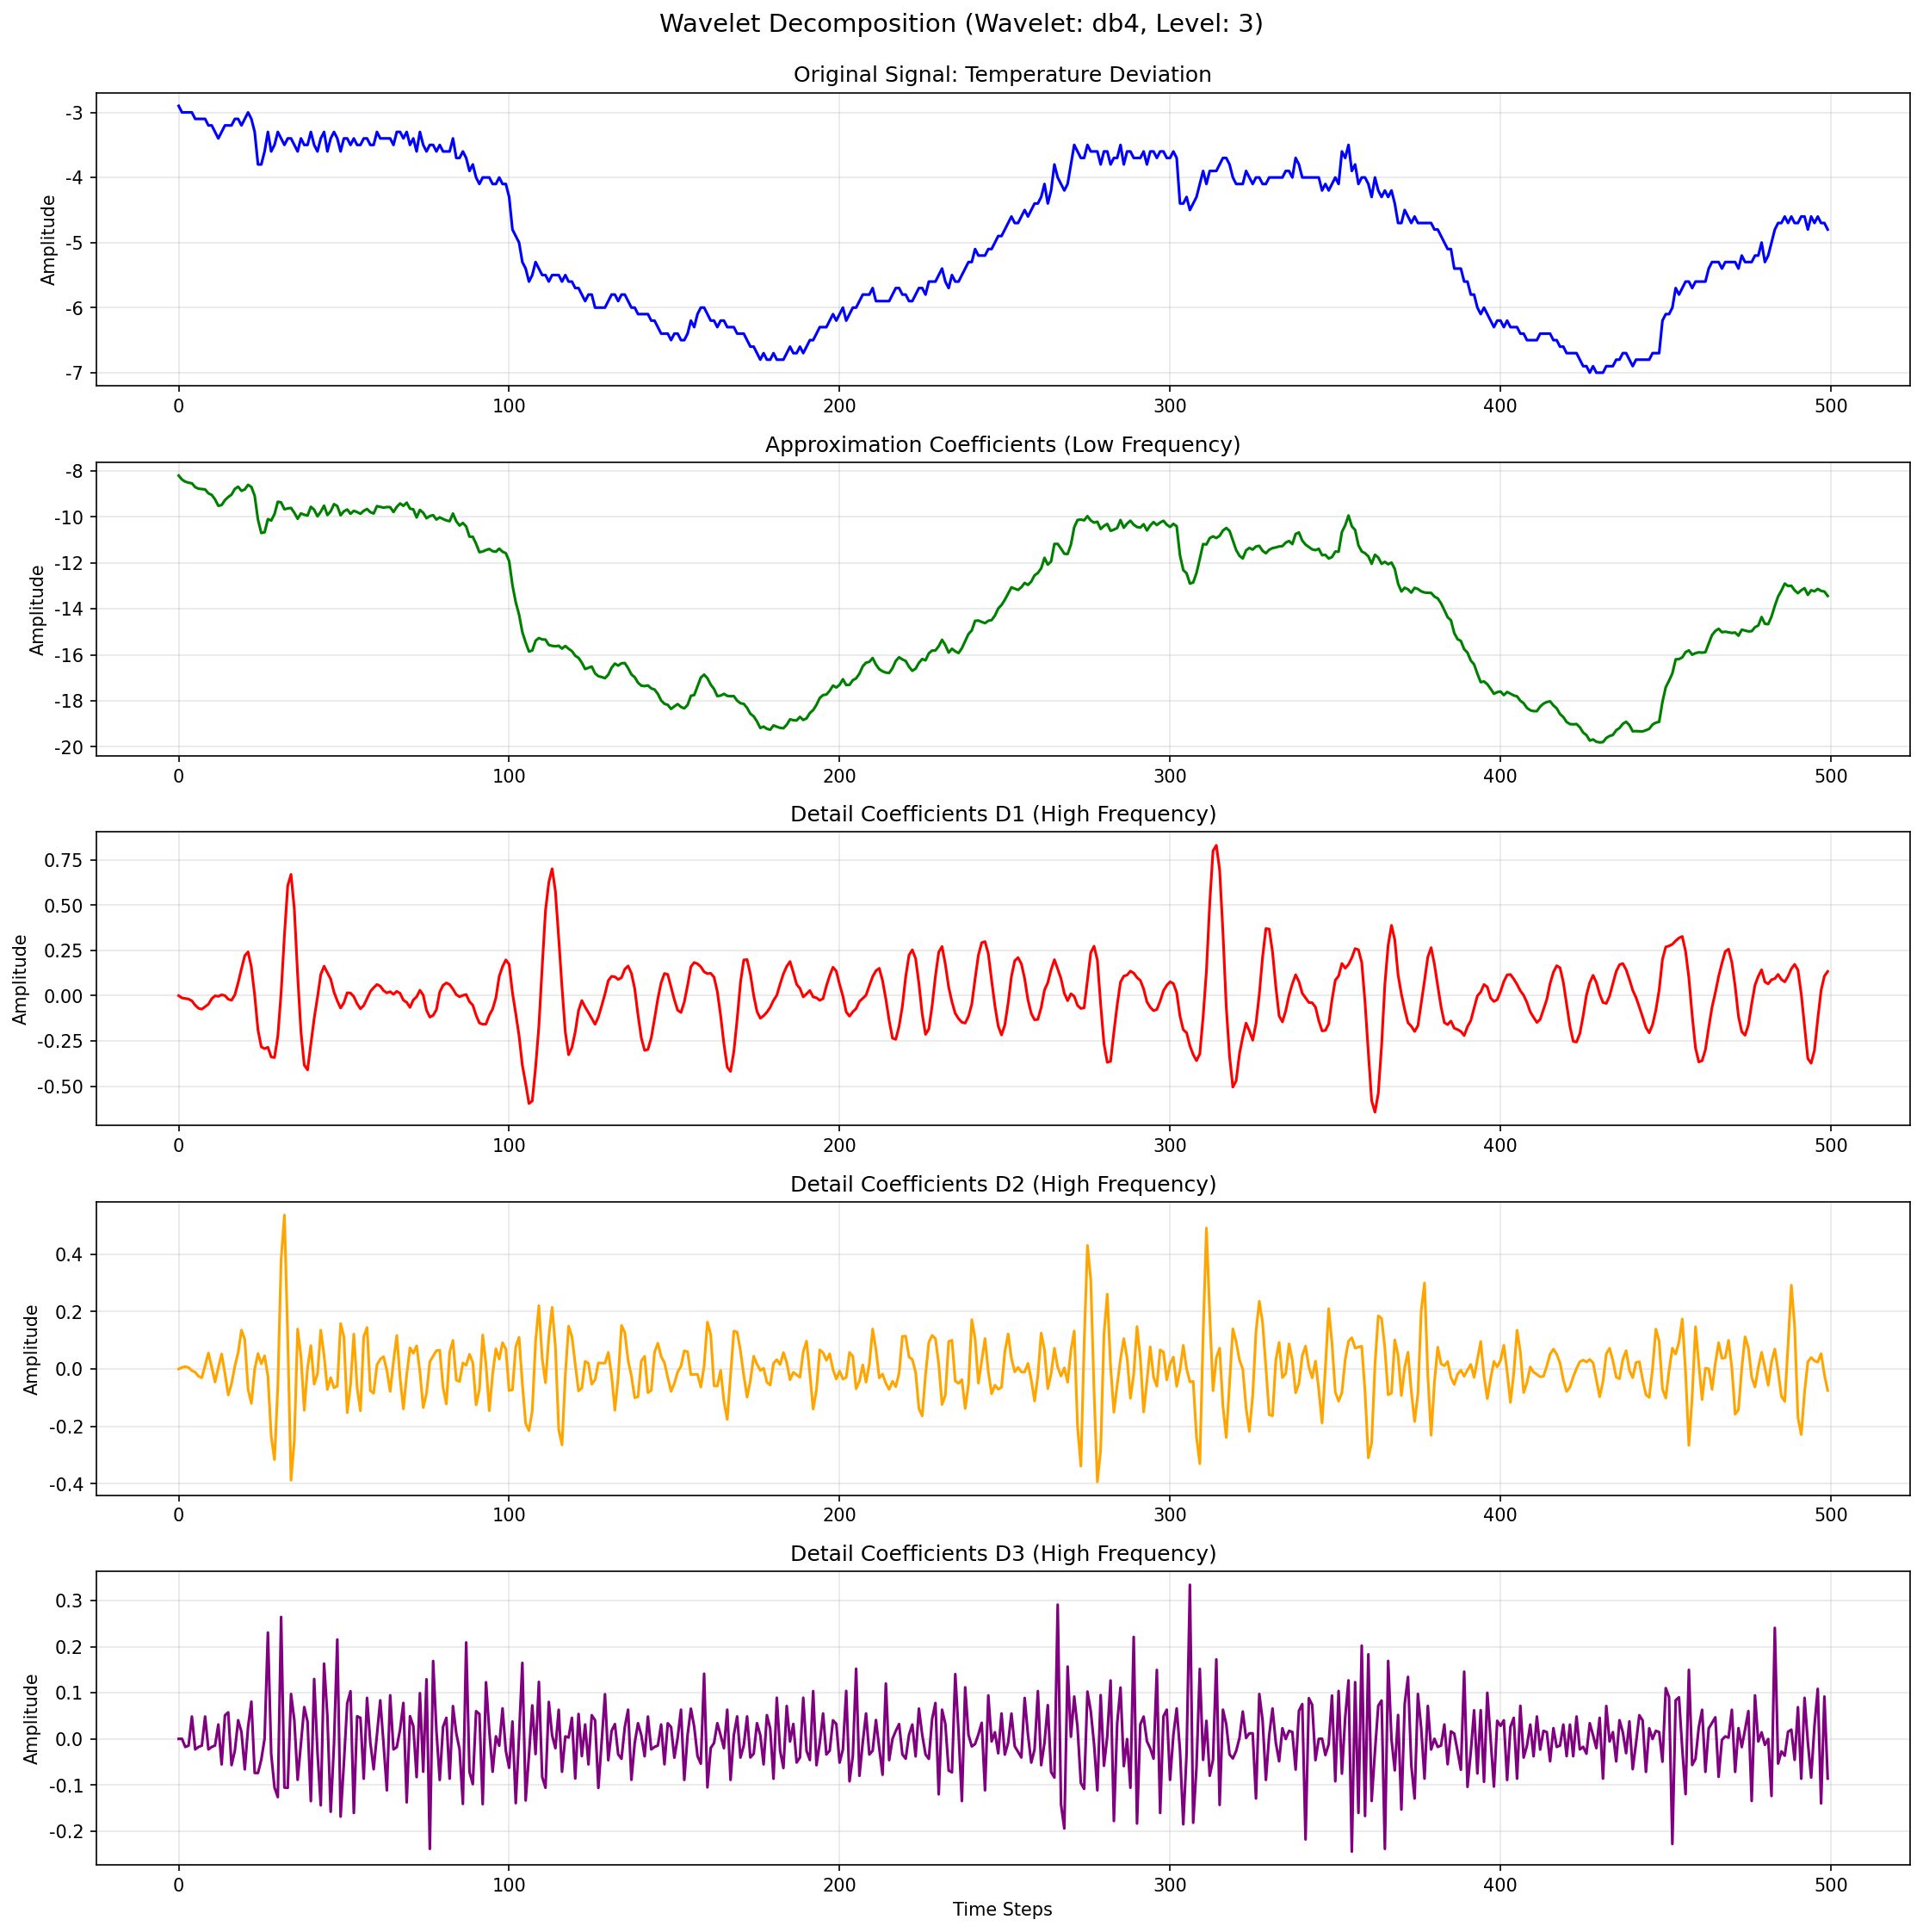 Wavelet Decomposition (Wavelet: db4, Level: 3)
Original Signal: Temperature Deviation
Amplitude
-3
-4
-5
-6
-7
0 100 200 300 400 500
Approximation Coefficients (Low Frequency)
Amplitude
-8
-10
-12
-14
-16
-18
-20
0 100 200 300 400 500
Detail Coefficients D1 (High Frequency)
Amplitude
0.75
0.50
0.25
0.00
-0.25
-0.50
0 100 200 300 400 500
Detail Coefficients D2 (High Frequency)
Amplitude
0.4
0.2
0.0
-0.2
-0.4
0 100 200 300 400 500
Detail Coefficients D3 (High Frequency)
Amplitude
0.3
0.2
0.1
0.0
-0.1
-0.2
0 100 200 300 400 500
Time Steps